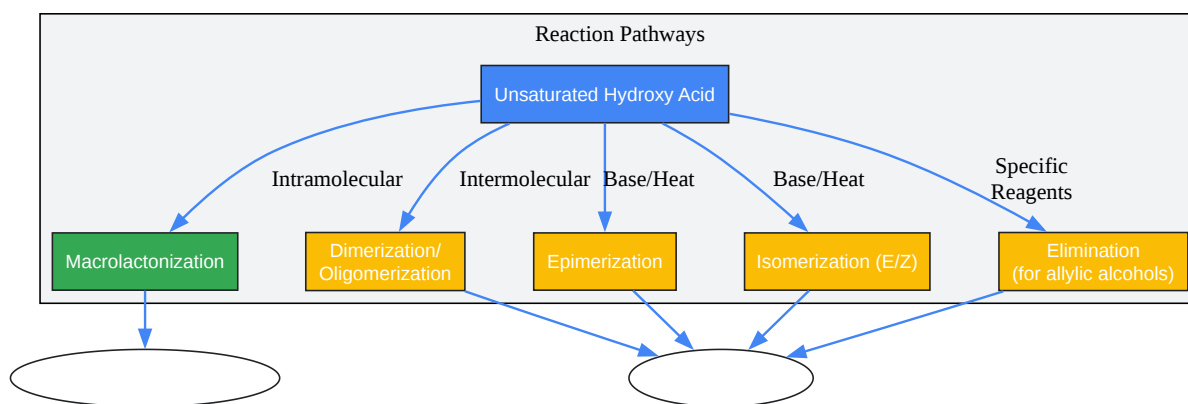 Reaction Pathways
Unsaturated Hydroxy Acid
Intramolecular
Intermolecular
Base/Heat
Base/Heat
Specific
Reagents
Macrolactonization
Dimerization/
Oligomerization
Epimerization
Isomerization (E/Z)
Elimination
(for allylic alcohols)